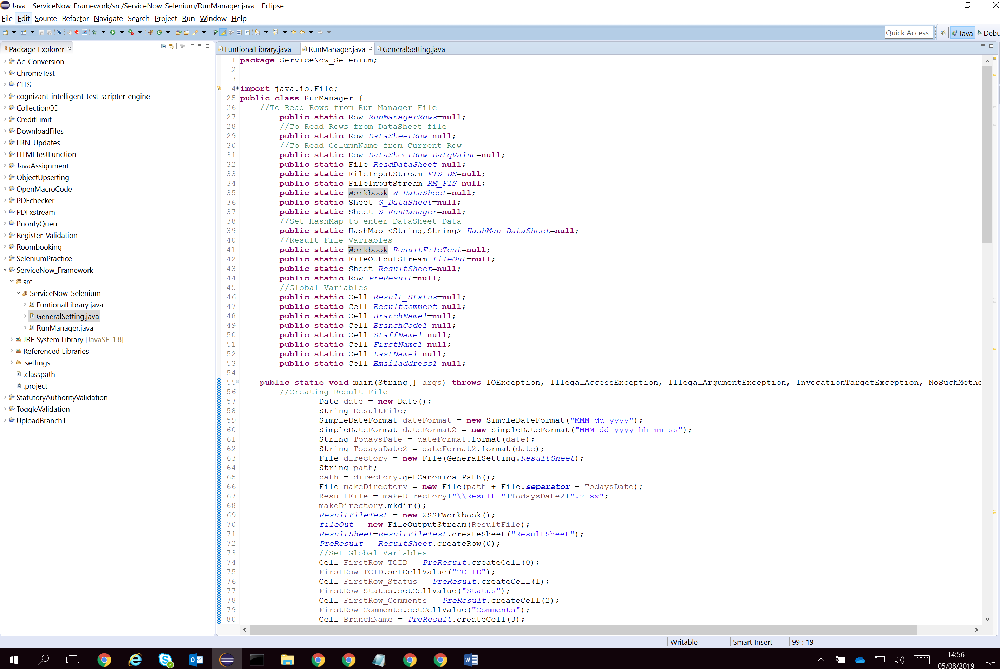 Java - ServiceNow_Framework/src/ServiceNow_Selenium/RunManager.java - Eclipse
File Edit Source Refactor Navigate Search Project Run Window Help
Quick Access Java Debu
Package Explorer
Ac_Conversion
ChromeTest
CITS
cognizant-intelligent-test-scripter-engine
CollectionCC
CreditLimit
DownloadFiles
FRN_Updates
HTMLTestFunction
JavaAssignment
ObjectUpserting
OpenMacroCode
PDFchecker
PDFxstream
PriorityQueu
Register_Validation
Roombooking
SeleniumPractice
ServiceNow_Framework
src
ServiceNow_Selenium
FuntionalLibrary.java
GeneralSetting.java
RunManager.java
JRE System Library [JavaSE-1.8]
Referenced Libraries
.settings
.classpath
.project
StatutoryAuthorityValidation
ToggleValidation
UploadBranch1
FuntionalLibrary.java RunManager.java GeneralSetting.java
1 package ServiceNow_Selenium;
2
3
4 import java.io.File;
25 public class RunManager {
26 //To Read Rows from Run Manager File
27 public static Row RunManagerRows=null;
28 //To Read Rows from DataSheet file
29 public static Row DataSheetRow=null;
30 //To Read ColumnName from Current Row
31 public static Row DataSheetRow_DatqValue=null;
32 public static File ReadDataSheet=null;
33 public static FileInputStream FIS_DS=null;
34 public static FileInputStream RM_FIS=null;
35 public static Workbook W_DataSheet=null;
36 public static Sheet S_DataSheet=null;
37 public static Sheet S_RunManager=null;
38 //Set HashMap to enter DataSheet Data
39 public static HashMap <String,String> HashMap_DataSheet=null;
40 //Result File Variables
41 public static Workbook ResultFileTest=null;
42 public static FileOutputStream fileOut=null;
43 public static Sheet ResultSheet=null;
44 public static Row PreResult=null;
45 //Global Variables
46 public static Cell Result_Status=null;
47 public static Cell Resultcomment=null;
48 public static Cell BranchName1=null;
49 public static Cell BranchCode1=null;
50 public static Cell StaffName1=null;
51 public static Cell FirstName1=null;
52 public static Cell LastName1=null;
53 public static Cell Emailaddress1=null;
54
55 public static void main(String[] args) throws IOException, IllegalAccessException, IllegalArgumentException, InvocationTargetException, NoSuchMetho
56 //Creating Result File
57 Date date = new Date();
58 String ResultFile;
59 SimpleDateFormat dateFormat = new SimpleDateFormat("MMM dd yyyy");
60 SimpleDateFormat dateFormat2 = new SimpleDateFormat("MMM-dd-yyyy hh-mm-ss");
61 String TodaysDate = dateFormat.format(date);
62 String TodaysDate2 = dateFormat2.format(date);
63 File directory = new File(GeneralSetting.ResultSheet);
64 String path;
65 path = directory.getCanonicalPath();
66 File makeDirectory = new File(path + File.separator + TodaysDate);
67 ResultFile = makeDirectory+"\\Result "+TodaysDate2+".xlsx";
68 makeDirectory.mkdir();
69 ResultFileTest = new XSSFWorkbook();
70 fileOut = new FileOutputStream(ResultFile);
71 ResultSheet=ResultFileTest.createSheet("ResultSheet");
72 PreResult = ResultSheet.createRow(0);
73 //Set Global Variables
74 Cell FirstRow_TCID = PreResult.createCell(0);
75 FirstRow_TCID.setCellValue("TC ID");
76 Cell FirstRow_Status = PreResult.createCell(1);
77 FirstRow_Status.setCellValue("Status");
78 Cell FirstRow_Comments = PreResult.createCell(2);
79 FirstRow_Comments.setCellValue("Comments");
80 Cell BranchName = PreResult.createCell(3);
Writable Smart Insert 99 : 19
14:56
05/08/2019